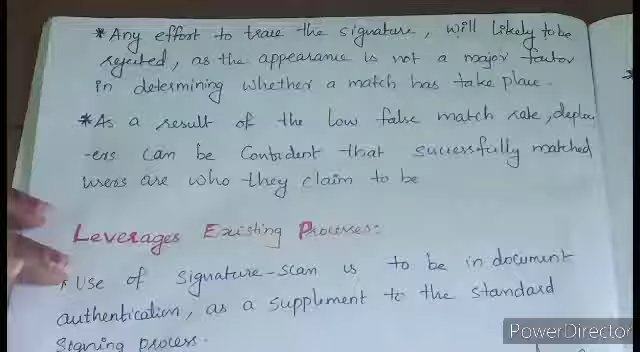 * Any effort to trace the signature, will likely to be
rejected, as the appearance is not a major factor
in determining whether a match has take place.
* As a result of the low false match rate, deploy
-ers can be confident that successfully matched
users are who they claim to be
Leverages Existing Processes:
* Use of signature-scan is to be in document
authentication, as a supplement to the standard
signing process.
PowerDirector